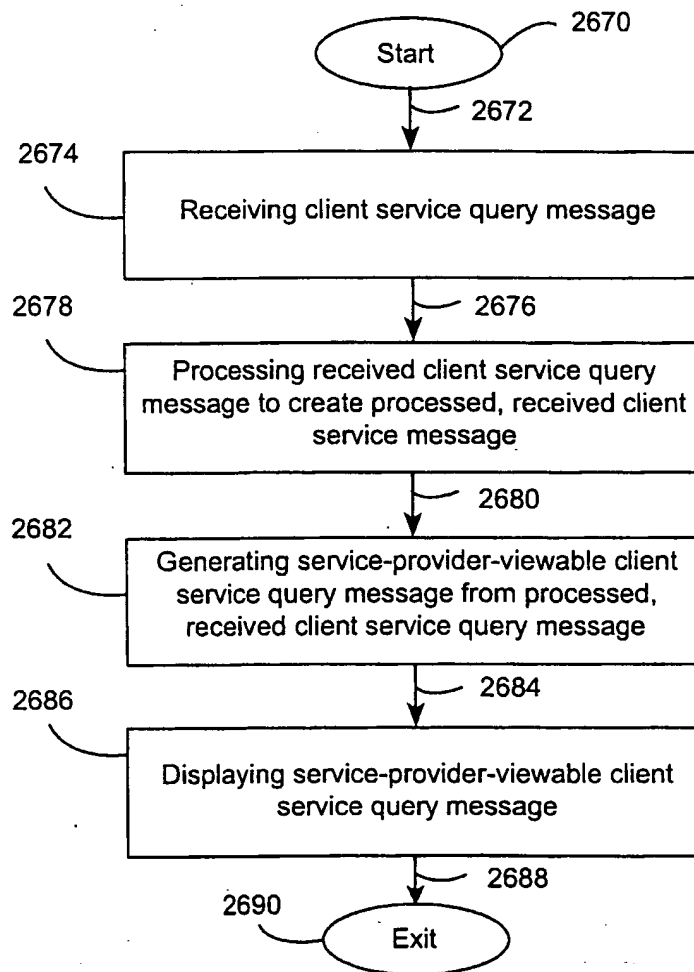 2670
Start
2672
2674
Receiving client service query message
2676
2678
Processing received client service query
message to create processed, received client
service message
2680
2682
Generating service-provider-viewable client
service query message from processed,
received client service query message
2684
2686
Displaying service-provider-viewable client
service query message
2688
2690
Exit